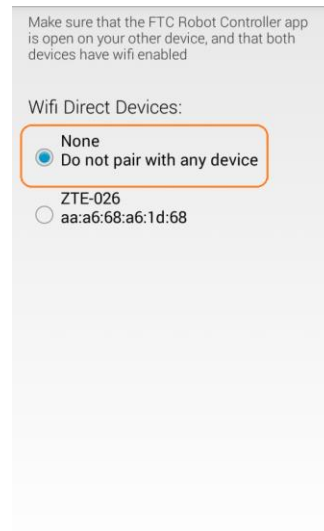 Make sure that the FTC Robot Controller app
is open on your other device, and that both
devices have wifi enabled
Wifi Direct Devices:
None
Do not pair with any device
ZTE-026
aa:a6:68:a6:1d:68